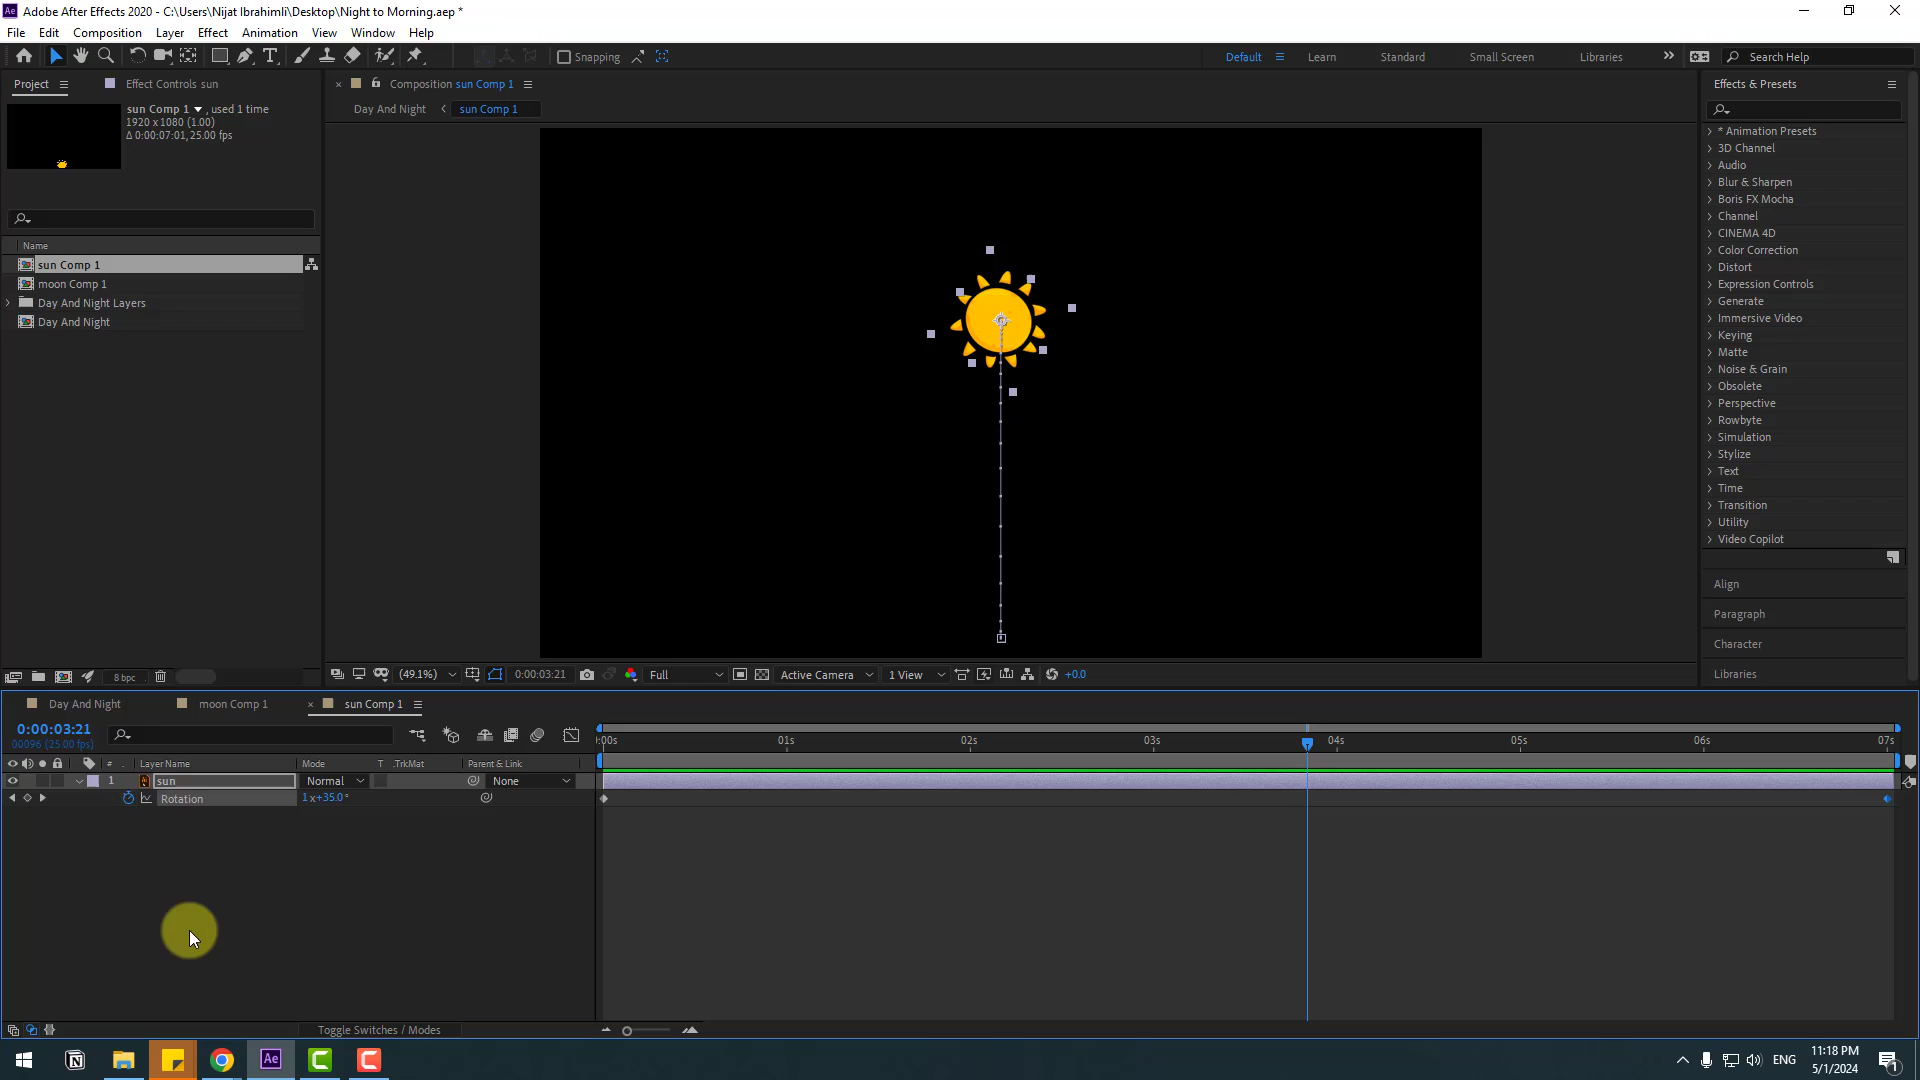 Adobe After Effects 2020 - C:\Users\Nijat Ibrahimli\Desktop\Night to Morning.aep *
File Edit Composition Layer Effect Animation View Window Help
Snapping Default Learn Standard Small Screen Libraries Search Help
Project Effect Controls sun
sun Comp 1 , used 1 time
1920 x 1080 (1.00)
Δ 0:00:07:01, 25.00 fps
Name
sun Comp 1
moon Comp 1
Day And Night Layers
Day And Night
8 bpc
Composition sun Comp 1
Day And Night sun Comp 1
(49.1%) 0:00:03:21 Full Active Camera 1 View +0.0
Effects & Presets
* Animation Presets
3D Channel
Audio
Blur & Sharpen
Boris FX Mocha
Channel
CINEMA 4D
Color Correction
Distort
Expression Controls
Generate
Immersive Video
Keying
Matte
Noise & Grain
Obsolete
Perspective
Rowbyte
Simulation
Stylize
Text
Time
Transition
Utility
Video Copilot
Align
Paragraph
Character
Libraries
Day And Night moon Comp 1 sun Comp 1
0:00:03:21
00096 (25.00 fps)
:00s 01s 02s 03s 04s 05s 06s 07s
# Layer Name Mode T .TrkMat Parent & Link
1 sun Normal None
Rotation 1x+35.0°
Toggle Switches / Modes
Ae ENG 11:18 PM
5/1/2024
1